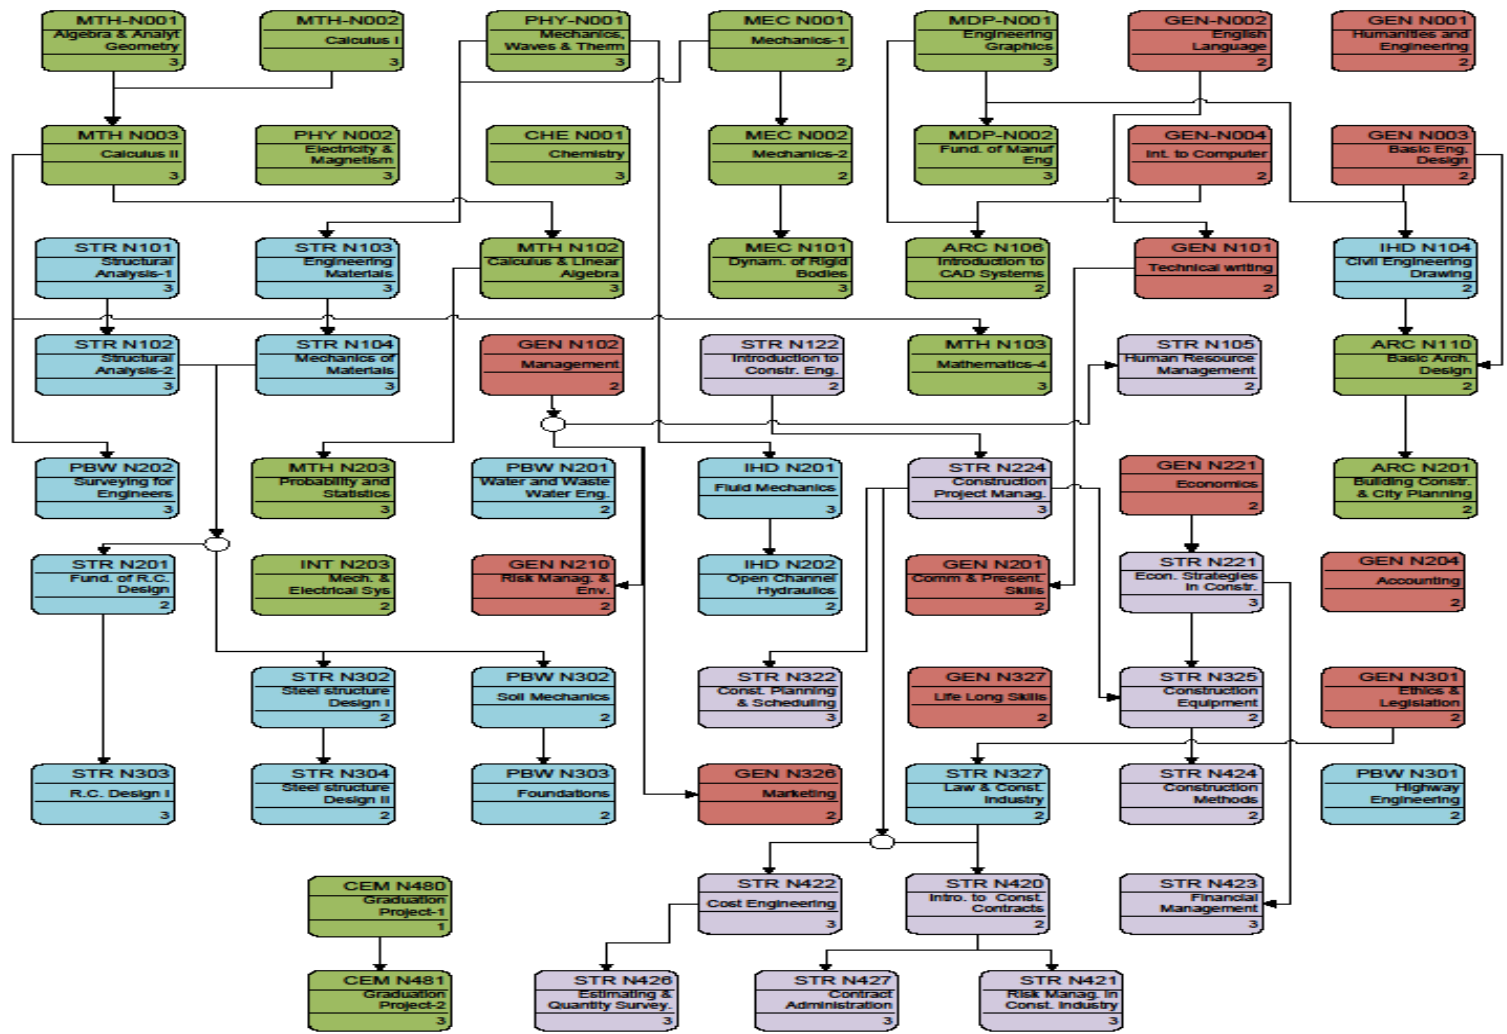 MTH-N001
Algebra & Analyt
Geometry
3
MTH-N002
Calculus I
3
PHY-N001
Mechanics,
Waves & Therm
3
MEC N001
Mechanics-1
2
MDP-N001
Engineering
Graphics
3
GEN-N002
English
Language
2
GEN N001
Humanities and
Engineering
2
MTH N003
Calculus II
3
PHY N002
Electricity &
Magnetism
3
CHE N001
Chemistry
3
MEC N002
Mechanics-2
2
MDP-N002
Fund. of Manuf
Eng
3
GEN-N004
Int. to Computer
2
GEN N003
Basic Eng.
Design
2
STR N101
Structural
Analysis-1
3
STR N103
Engineering
Materials
3
MTH N102
Calculus & Linear
Algebra
3
MEC N101
Dynam. of Rigid
Bodies
3
ARC N106
Introduction to
CAD Systems
2
GEN N101
Technical writing
2
IHD N104
Civil Engineering
Drawing
2
STR N102
Structural
Analysis-2
3
STR N104
Mechanics of
Materials
3
GEN N102
Management
2
STR N122
Introduction to
Constr. Eng.
2
MTH N103
Mathematics-4
3
STR N105
Human Resource
Management
2
ARC N110
Basic Arch.
Design
2
PBW N202
Surveying for
Engineers
3
MTH N203
Probability and
Statistics
3
PBW N201
Water and Waste
Water Eng.
2
IHD N201
Fluid Mechanics
3
STR N224
Construction
Project Manag.
3
GEN N221
Economics
2
ARC N201
Building Constr.
& City Planning
2
STR N201
Fund. of R.C.
Design
2
INT N203
Mech. &
Electrical Sys
2
GEN N210
Risk Manag. &
Env.
2
IHD N202
Open Channel
Hydraulics
2
GEN N201
Comm & Present.
Skills
2
STR N221
Econ. Strategies
in Constr.
3
GEN N204
Accounting
2
STR N302
Steel structure
Design I
2
PBW N302
Soil Mechanics
2
STR N322
Const. Planning
& Scheduling
3
GEN N327
Life Long Skills
2
STR N325
Construction
Equipment
2
GEN N301
Ethics &
Legislation
2
STR N303
R.C. Design I
3
STR N304
Steel structure
Design II
2
PBW N303
Foundations
2
GEN N326
Marketing
2
STR N327
Law & Const.
Industry
2
STR N424
Construction
Methods
2
PBW N301
Highway
Engineering
2
CEM N480
Graduation
Project-1
1
STR N422
Cost Engineering
3
STR N420
Intro. to Const.
Contracts
2
STR N423
Financial
Management
3
CEM N481
Graduation
Project-2
3
STR N426
Estimating &
Quantity Survey.
3
STR N427
Contract
Administration
3
STR N421
Risk Manag. in
Const. Industry
3